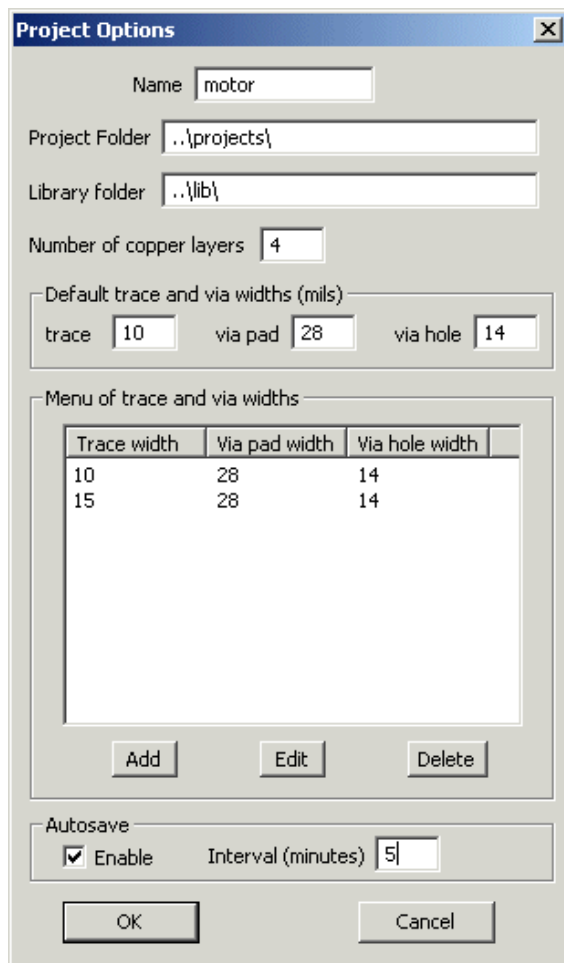 Project Options
Name motor
Project Folder ..\projects\
Library folder ..\lib\
Number of copper layers 4
Default trace and via widths (mils)
trace 10 via pad 28 via hole 14
Menu of trace and via widths
Trace width Via pad width Via hole width
10 28 14
15 28 14
Add Edit Delete
Autosave
Enable Interval (minutes) 5
OK Cancel